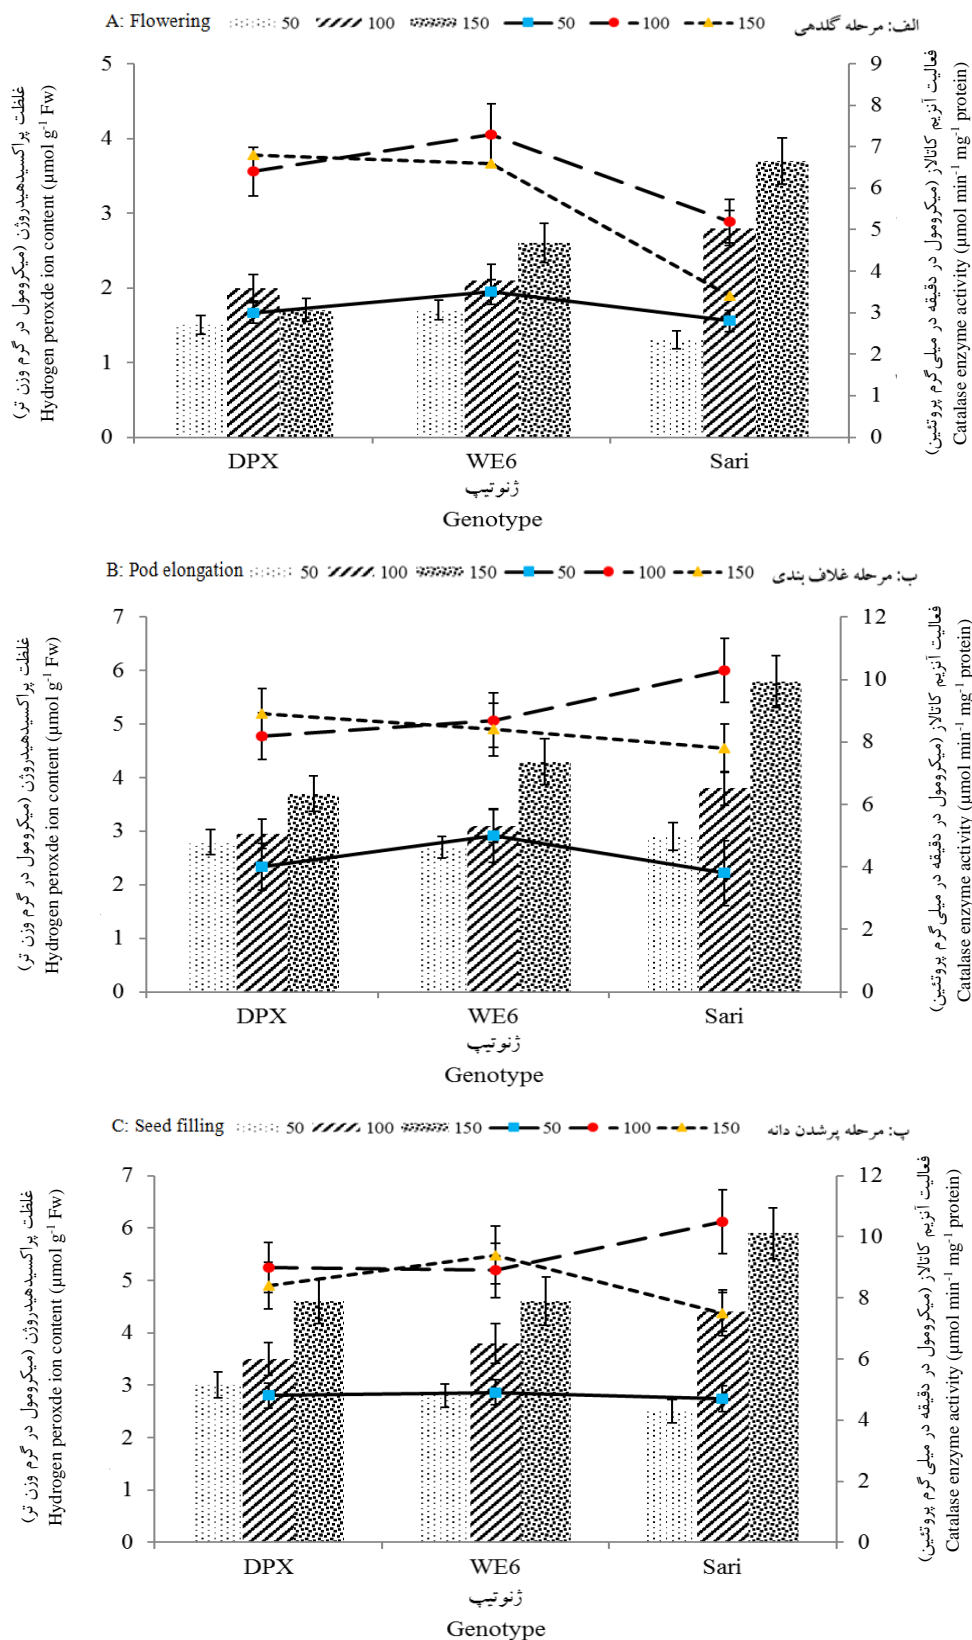 A: Flowering 50 100 150 50 100 150 الف: مرحله گلدهی
غلظت پراکسیدهیدروژن (میکرومول در گرم وزن تر)
Hydrogen peroxde ion content (µmol g-1 Fw)
5
4
3
2
1
0
9
8
7
6
5
4
3
2
1
0
فعالیت آنزیم کاتالاز (میکرومول در دقیقه در میلی گرم پروتئین)
Catalase enzyme activity (µmol min-1 mg-1 protein)
DPX WE6 Sari
ژنوتیپ
Genotype
B: Pod elongation 50 100 150 50 100 150 ب: مرحله غلاف بندی
غلظت پراکسیدهیدروژن (میکرومول در گرم وزن تر)
Hydrogen peroxde ion content (µmol g-1 Fw)
7
6
5
4
3
2
1
0
12
10
8
6
4
2
0
فعالیت آنزیم کاتالاز (میکرومول در دقیقه در میلی گرم پروتئین)
Catalase enzyme activity (µmol min-1 mg-1 protein)
DPX WE6 Sari
ژنوتیپ
Genotype
C: Seed filling 50 100 150 50 100 150 پ: مرحله پرشدن دانه
غلظت پراکسیدهیدروژن (میکرومول در گرم وزن تر)
Hydrogen peroxde ion content (µmol g-1 Fw)
7
6
5
4
3
2
1
0
12
10
8
6
4
2
0
فعالیت آنزیم کاتالاز (میکرومول در دقیقه در میلی گرم پروتئین)
Catalase enzyme activity (µmol min-1 mg-1 protein)
DPX WE6 Sari
ژنوتیپ
Genotype